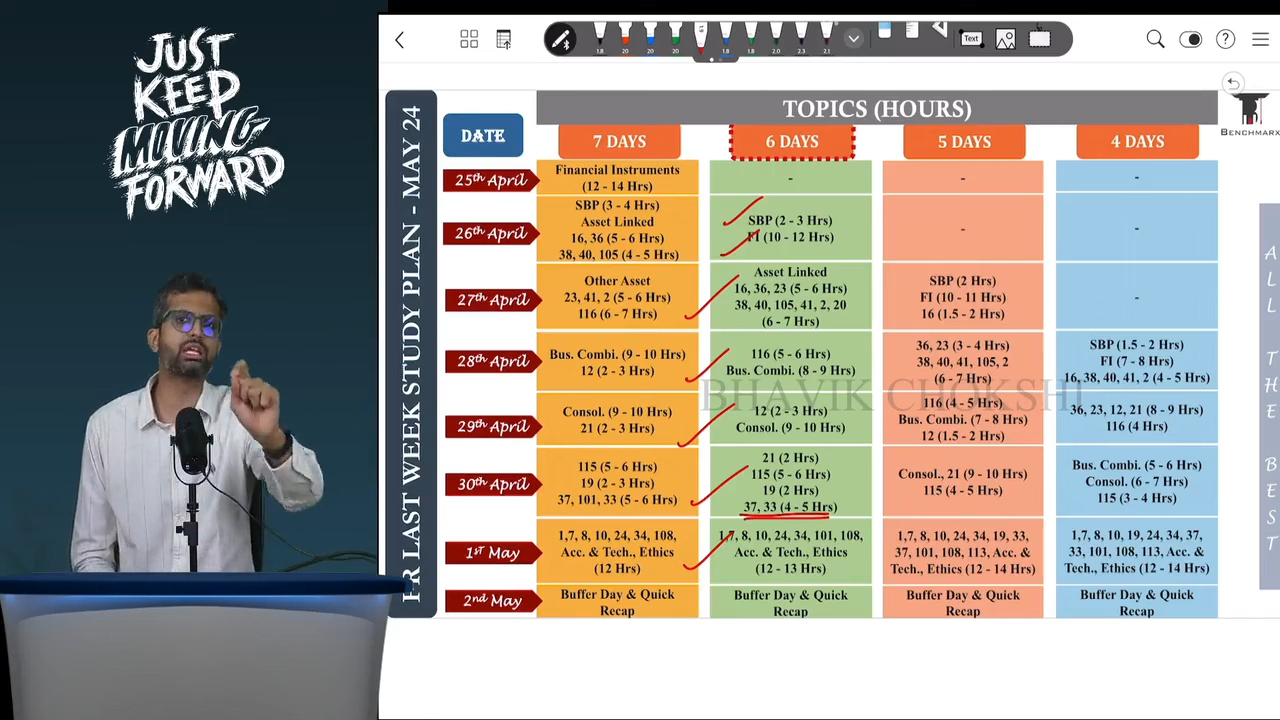 JUST
KEEP
MOVING
FORWARD
Text
BENCHMARX
FR LAST WEEK STUDY PLAN - MAY 24
TOPICS (HOURS)
DATE
7 DAYS
6 DAYS
5 DAYS
4 DAYS
25th April
Financial Instruments
(12 - 14 Hrs)
-
-
-
26th April
SBP (3 - 4 Hrs)
Asset Linked
16, 36 (5 - 6 Hrs)
38, 40, 105 (4 - 5 Hrs)
SBP (2 - 3 Hrs)
FI (10 - 12 Hrs)
-
-
27th April
Other Asset
23, 41, 2 (5 - 6 Hrs)
116 (6 - 7 Hrs)
Asset Linked
16, 36, 23 (5 - 6 Hrs)
38, 40, 105, 41, 2, 20
(6 - 7 Hrs)
SBP (2 Hrs)
FI (10 - 11 Hrs)
16 (1.5 - 2 Hrs)
-
28th April
Bus. Combi. (9 - 10 Hrs)
12 (2 - 3 Hrs)
116 (5 - 6 Hrs)
Bus. Combi. (8 - 9 Hrs)
36, 23 (3 - 4 Hrs)
38, 40, 41, 105, 2
(6 - 7 Hrs)
SBP (1.5 - 2 Hrs)
FI (7 - 8 Hrs)
16, 38, 40, 41, 2 (4 - 5 Hrs)
29th April
Consol. (9 - 10 Hrs)
21 (2 - 3 Hrs)
12 (2 - 3 Hrs)
Consol. (9 - 10 Hrs)
116 (4 - 5 Hrs)
Bus. Combi. (7 - 8 Hrs)
12 (1.5 - 2 Hrs)
36, 23, 12, 21 (8 - 9 Hrs)
116 (4 Hrs)
30th April
115 (5 - 6 Hrs)
19 (2 - 3 Hrs)
37, 101, 33 (5 - 6 Hrs)
21 (2 Hrs)
115 (5 - 6 Hrs)
19 (2 Hrs)
37, 33 (4 - 5 Hrs)
Consol., 21 (9 - 10 Hrs)
115 (4 - 5 Hrs)
Bus. Combi. (5 - 6 Hrs)
Consol. (6 - 7 Hrs)
115 (3 - 4 Hrs)
1st May
1,7, 8, 10, 24, 34, 108,
Acc. & Tech., Ethics
(12 Hrs)
1,7, 8, 10, 24, 34, 101, 108,
Acc. & Tech., Ethics
(12 - 13 Hrs)
1,7, 8, 10, 24, 34, 19, 33,
37, 101, 108, 113, Acc. &
Tech., Ethics (12 - 14 Hrs)
1,7, 8, 10, 19, 24, 34, 37,
33, 101, 108, 113, Acc. &
Tech., Ethics (12 - 14 Hrs)
2nd May
Buffer Day & Quick
Recap
Buffer Day & Quick
Recap
Buffer Day & Quick
Recap
Buffer Day & Quick
Recap
BHAVIK CHOKSHI
ALL THE BEST